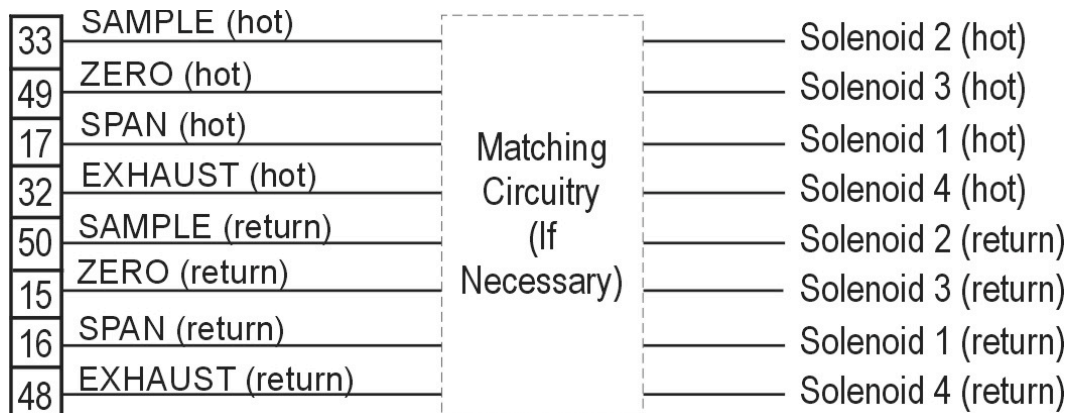 33 SAMPLE (hot) Solenoid 2 (hot)
49 ZERO (hot) Solenoid 3 (hot)
17 SPAN (hot) Solenoid 1 (hot)
32 EXHAUST (hot) Solenoid 4 (hot)
50 SAMPLE (return) Solenoid 2 (return)
15 ZERO (return) Solenoid 3 (return)
16 SPAN (return) Solenoid 1 (return)
48 EXHAUST (return) Solenoid 4 (return)
Matching
Circuitry
(If
Necessary)